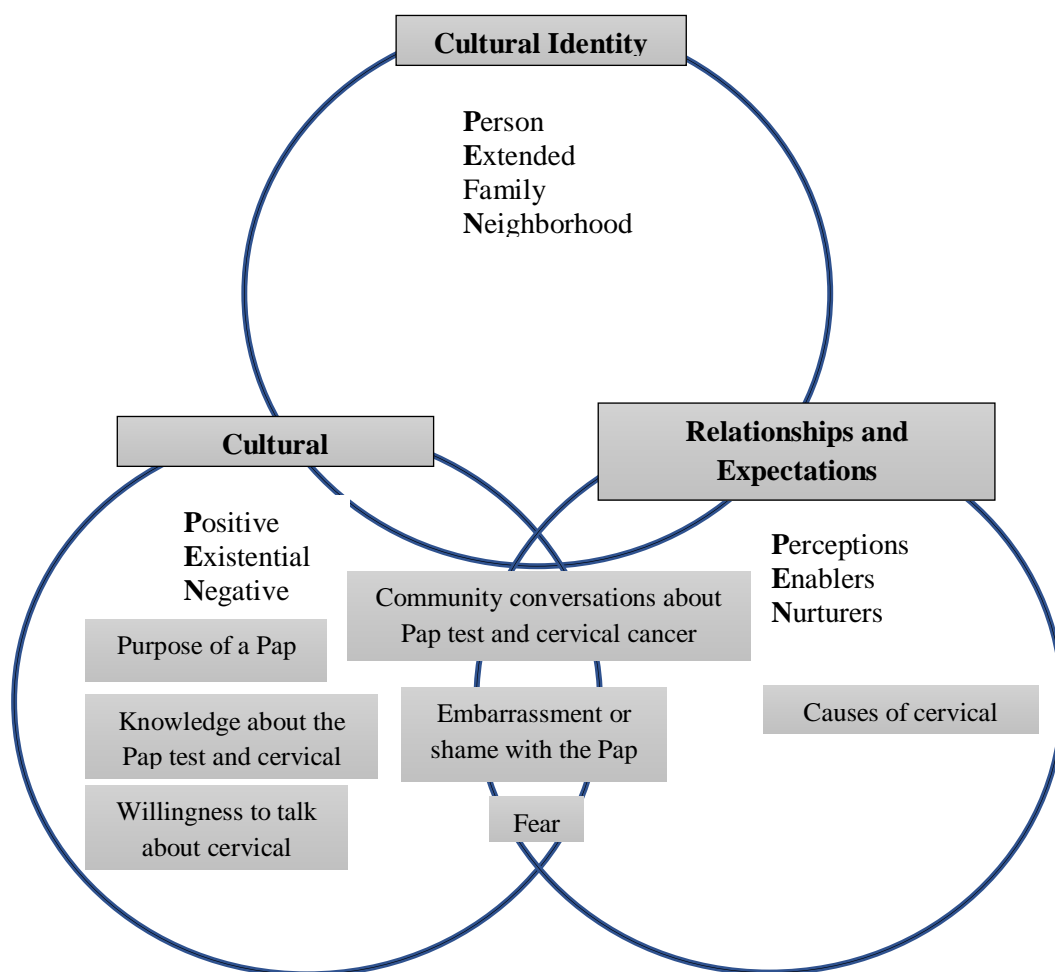 Cultural Identity
Person
Extended
Family
Neighborhood
Cultural
Relationships and
Expectations
Positive
Existential
Negative
Perceptions
Enablers
Nurturers
Community conversations about
Pap test and cervical cancer
Purpose of a Pap
Knowledge about the
Pap test and cervical
Embarrassment or
shame with the Pap
Causes of cervical
Willingness to talk
about cervical
Fear